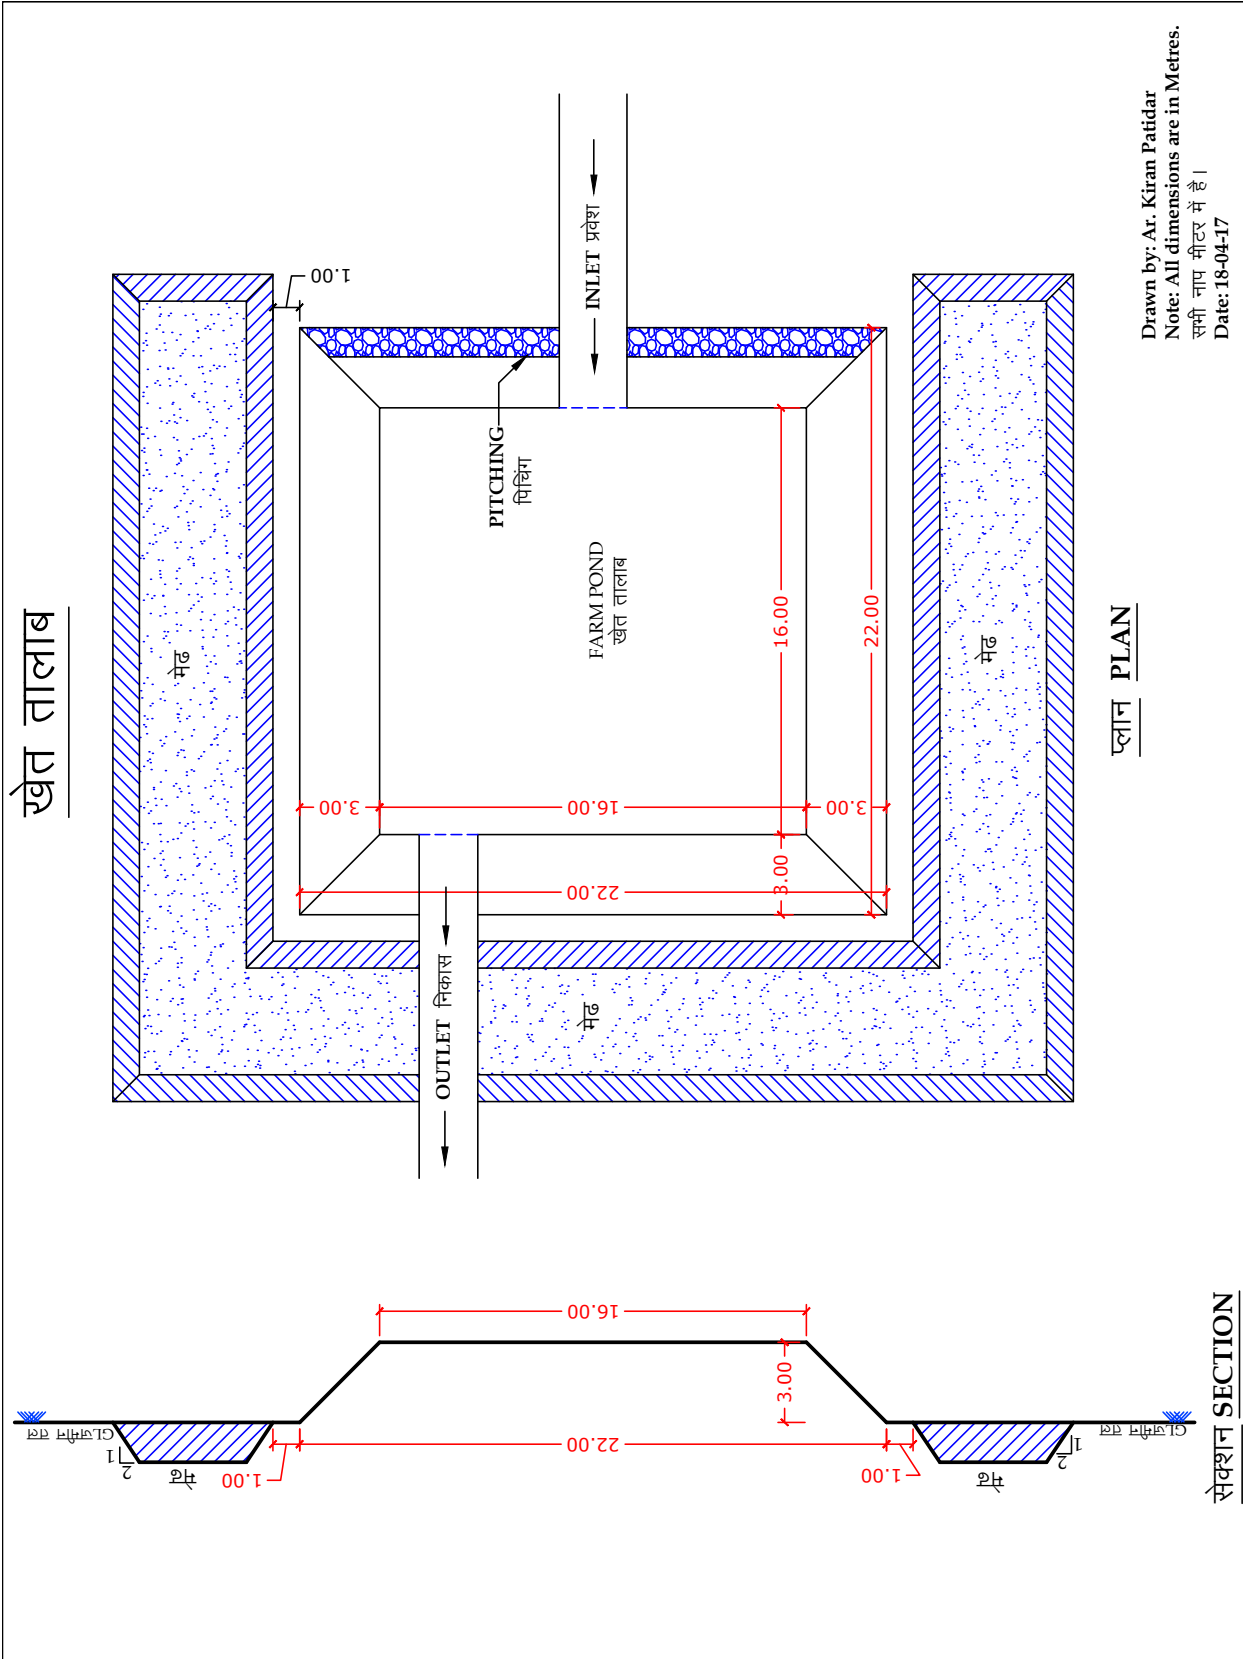 खेत तालाब
मेढ
1.00
INLET प्रवेश
PITCHING
पिचिंग
FARM POND
खेत तालाब
16.00
22.00
3.00
16.00
3.00
3.00
22.00
OUTLET निकास
मेढ
मेढ
प्लान PLAN
16.00
3.00
22.00
1.00
1.00
GL जमीन तल
1
2
मेढ
GL जमीन तल
1
2
मेढ
सेक्शन SECTION
Drawn by: Ar. Kiran Patidar
Note: All dimensions are in Metres.
सभी नाप मीटर में है।
Date: 18-04-17